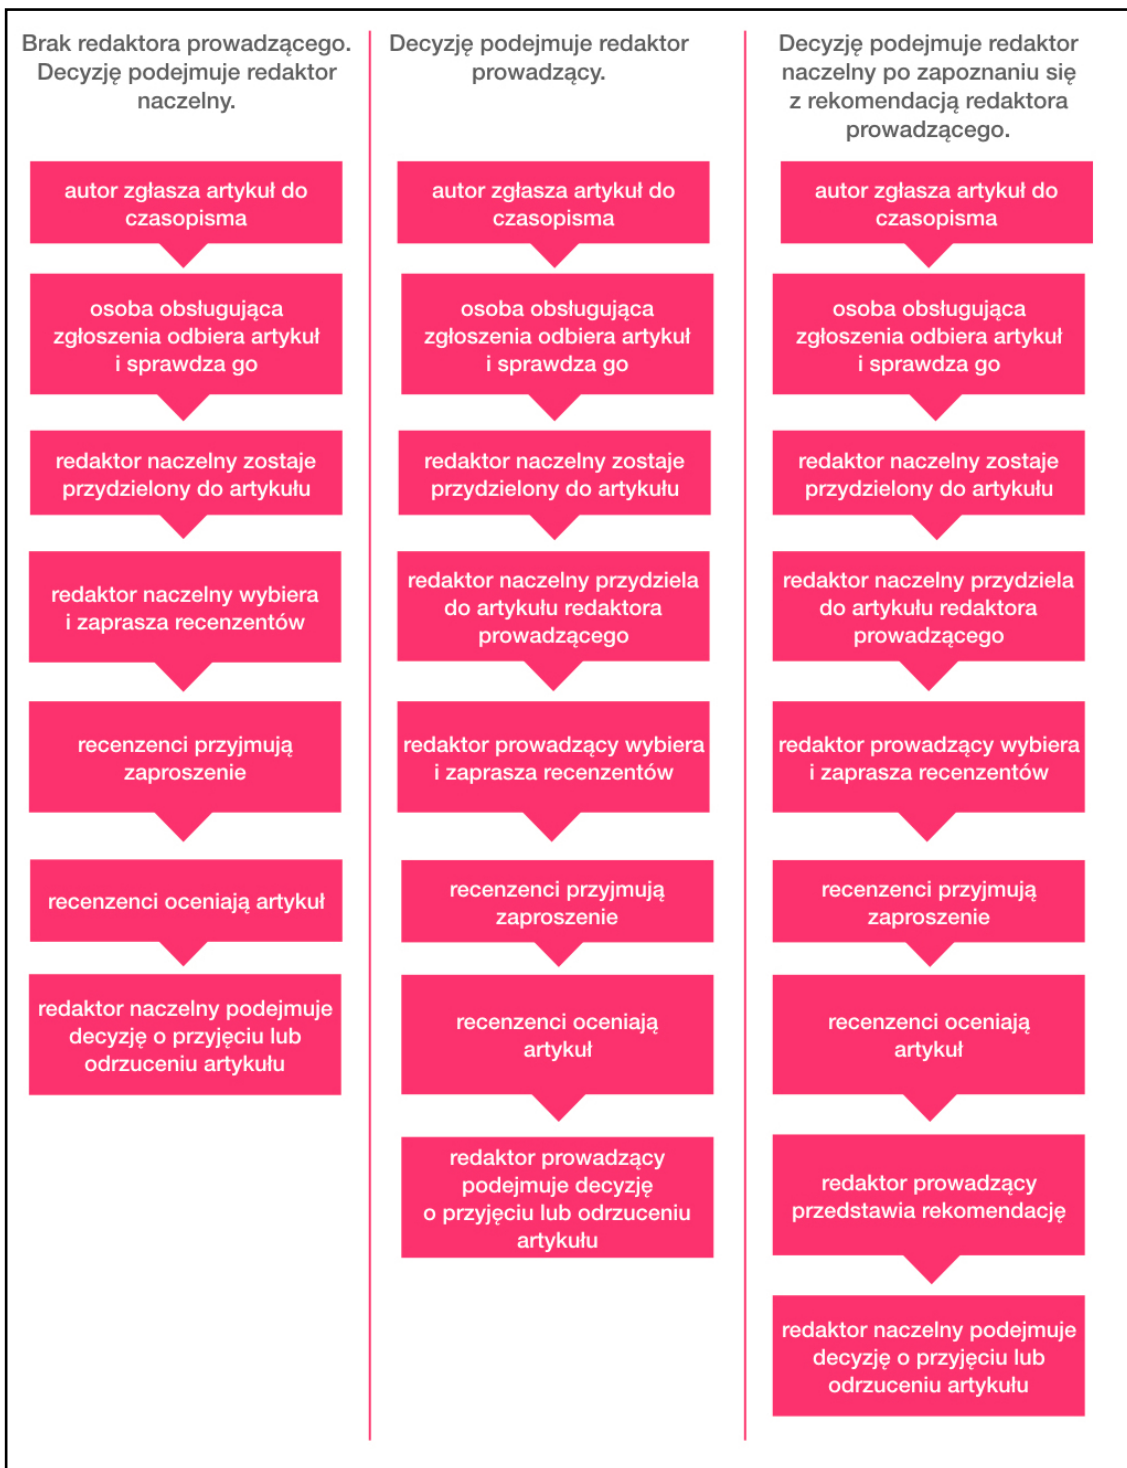 Brak redaktora prowadzącego.
Decyzję podejmuje redaktor
naczelny.
autor zgłasza artykuł do
czasopisma
osoba obsługująca
zgłoszenia odbiera artykuł
i sprawdza go
redaktor naczelny zostaje
przydzielony do artykułu
redaktor naczelny wybiera
i zaprasza recenzentów
recenzenci przyjmują
zaproszenie
recenzenci oceniają artykuł
redaktor naczelny podejmuje
decyzję o przyjęciu lub
odrzuceniu artykułu
Decyzję podejmuje redaktor
prowadzący.
autor zgłasza artykuł do
czasopisma
osoba obsługująca
zgłoszenia odbiera artykuł
i sprawdza go
redaktor naczelny zostaje
przydzielony do artykułu
redaktor naczelny przydziela
do artykułu redaktora
prowadzącego
redaktor prowadzący wybiera
i zaprasza recenzentów
recenzenci przyjmują
zaproszenie
recenzenci oceniają
artykuł
redaktor prowadzący
podejmuje decyzję
o przyjęciu lub odrzuceniu
artykułu
Decyzję podejmuje redaktor
naczelny po zapoznaniu się
z rekomendacją redaktora
prowadzącego.
autor zgłasza artykuł do
czasopisma
osoba obsługująca
zgłoszenia odbiera artykuł
i sprawdza go
redaktor naczelny zostaje
przydzielony do artykułu
redaktor naczelny przydziela
do artykułu redaktora
prowadzącego
redaktor prowadzący wybiera
i zaprasza recenzentów
recenzenci przyjmują
zaproszenie
recenzenci oceniają
artykuł
redaktor prowadzący
przedstawia rekomendację
redaktor naczelny podejmuje
decyzję o przyjęciu lub
odrzuceniu artykułu